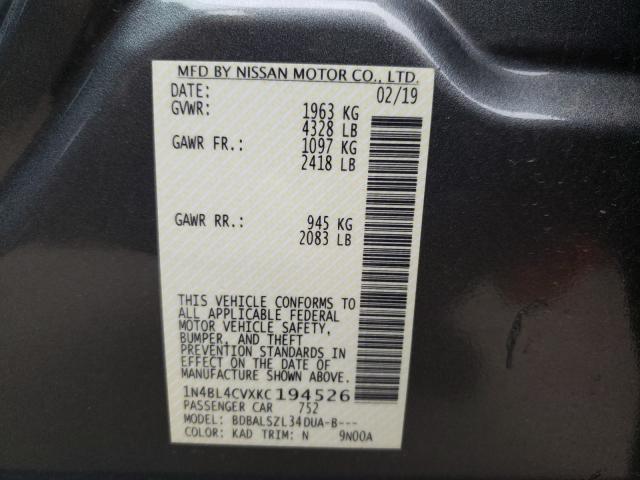 MFD BY NISSAN MOTOR CO., LTD.
DATE: 02/19
GVWR: 1963 KG
4328 LB
GAWR FR.: 1097 KG
2418 LB
GAWR RR.: 945 KG
2083 LB
THIS VEHICLE CONFORMS TO
ALL APPLICABLE FEDERAL
MOTOR VEHICLE SAFETY,
BUMPER, AND THEFT
PREVENTION STANDARDS IN
EFFECT ON THE DATE OF
MANUFACTURE SHOWN ABOVE.
1N4BL4CVXKC194526
PASSENGER CAR 752
MODEL: BDBALSZL34DUA-B---
COLOR: KAD TRIM: N 9N00A